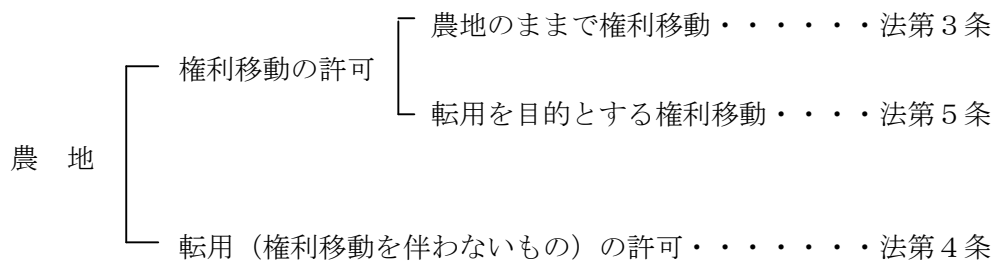 農地のままで権利移動・・・・・・法第３条
権利移動の許可
転用を目的とする権利移動・・・・法第５条
農　地
転用（権利移動を伴わないもの）の許可・・・・・・・法第４条